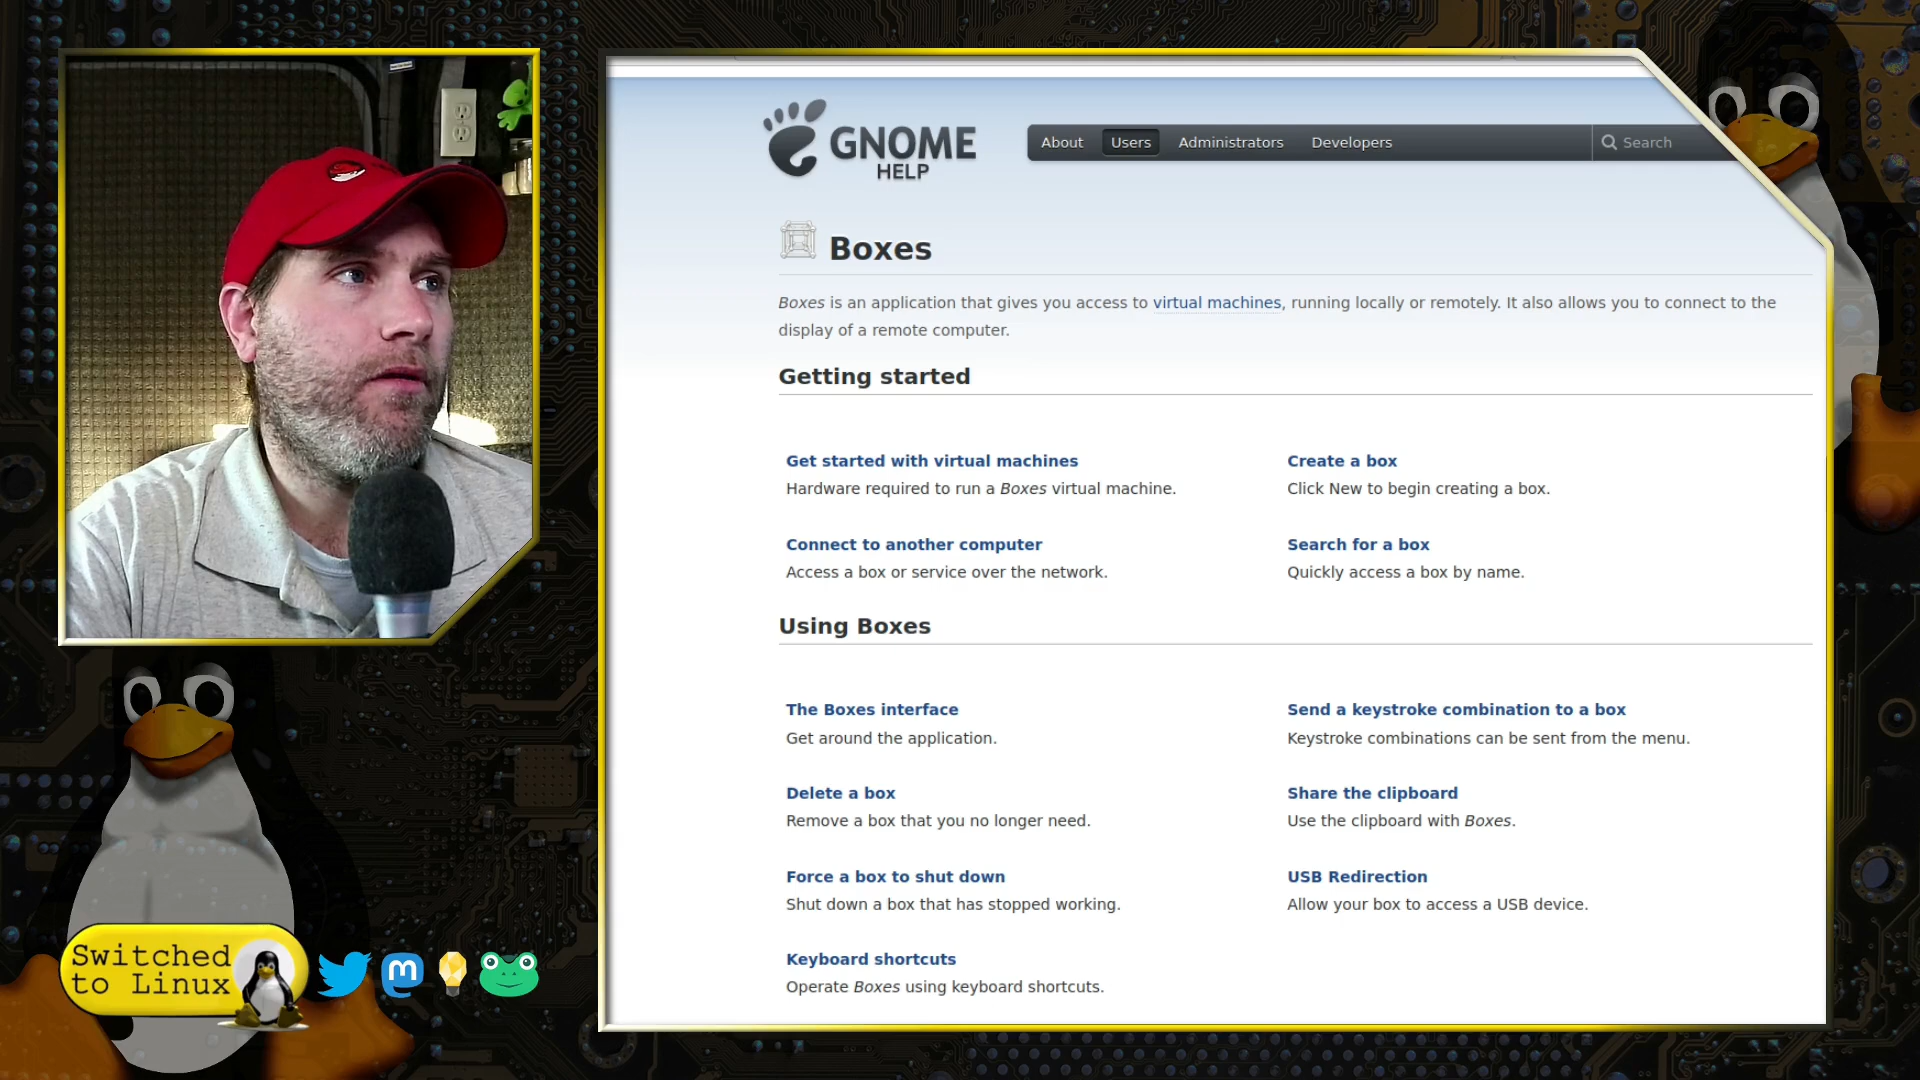 GNOME
HELP
About Users Administrators Developers Search
Boxes
Boxes is an application that gives you access to virtual machines, running locally or remotely. It also allows you to connect to the
display of a remote computer.
Getting started
Get started with virtual machines
Hardware required to run a Boxes virtual machine.
Create a box
Click New to begin creating a box.
Connect to another computer
Access a box or service over the network.
Search for a box
Quickly access a box by name.
Using Boxes
The Boxes interface
Get around the application.
Send a keystroke combination to a box
Keystroke combinations can be sent from the menu.
Delete a box
Remove a box that you no longer need.
Share the clipboard
Use the clipboard with Boxes.
Force a box to shut down
Shut down a box that has stopped working.
USB Redirection
Allow your box to access a USB device.
Keyboard shortcuts
Operate Boxes using keyboard shortcuts.
Switched
to Linux
m